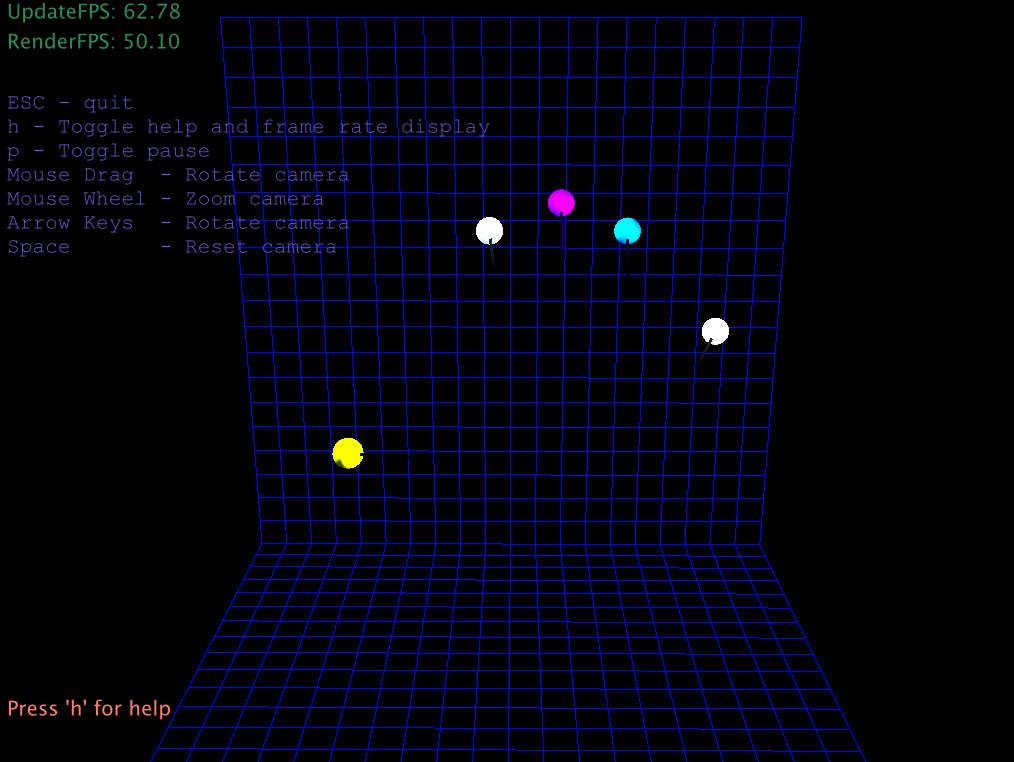 UpdateFPS: 62.78
RenderFPS: 50.10
ESC - quit
h - Toggle help and frame rate display
p - Toggle pause
Mouse Drag  - Rotate camera
Mouse Wheel - Zoom camera
Arrow Keys  - Rotate camera
Space       - Reset camera
Press 'h' for help